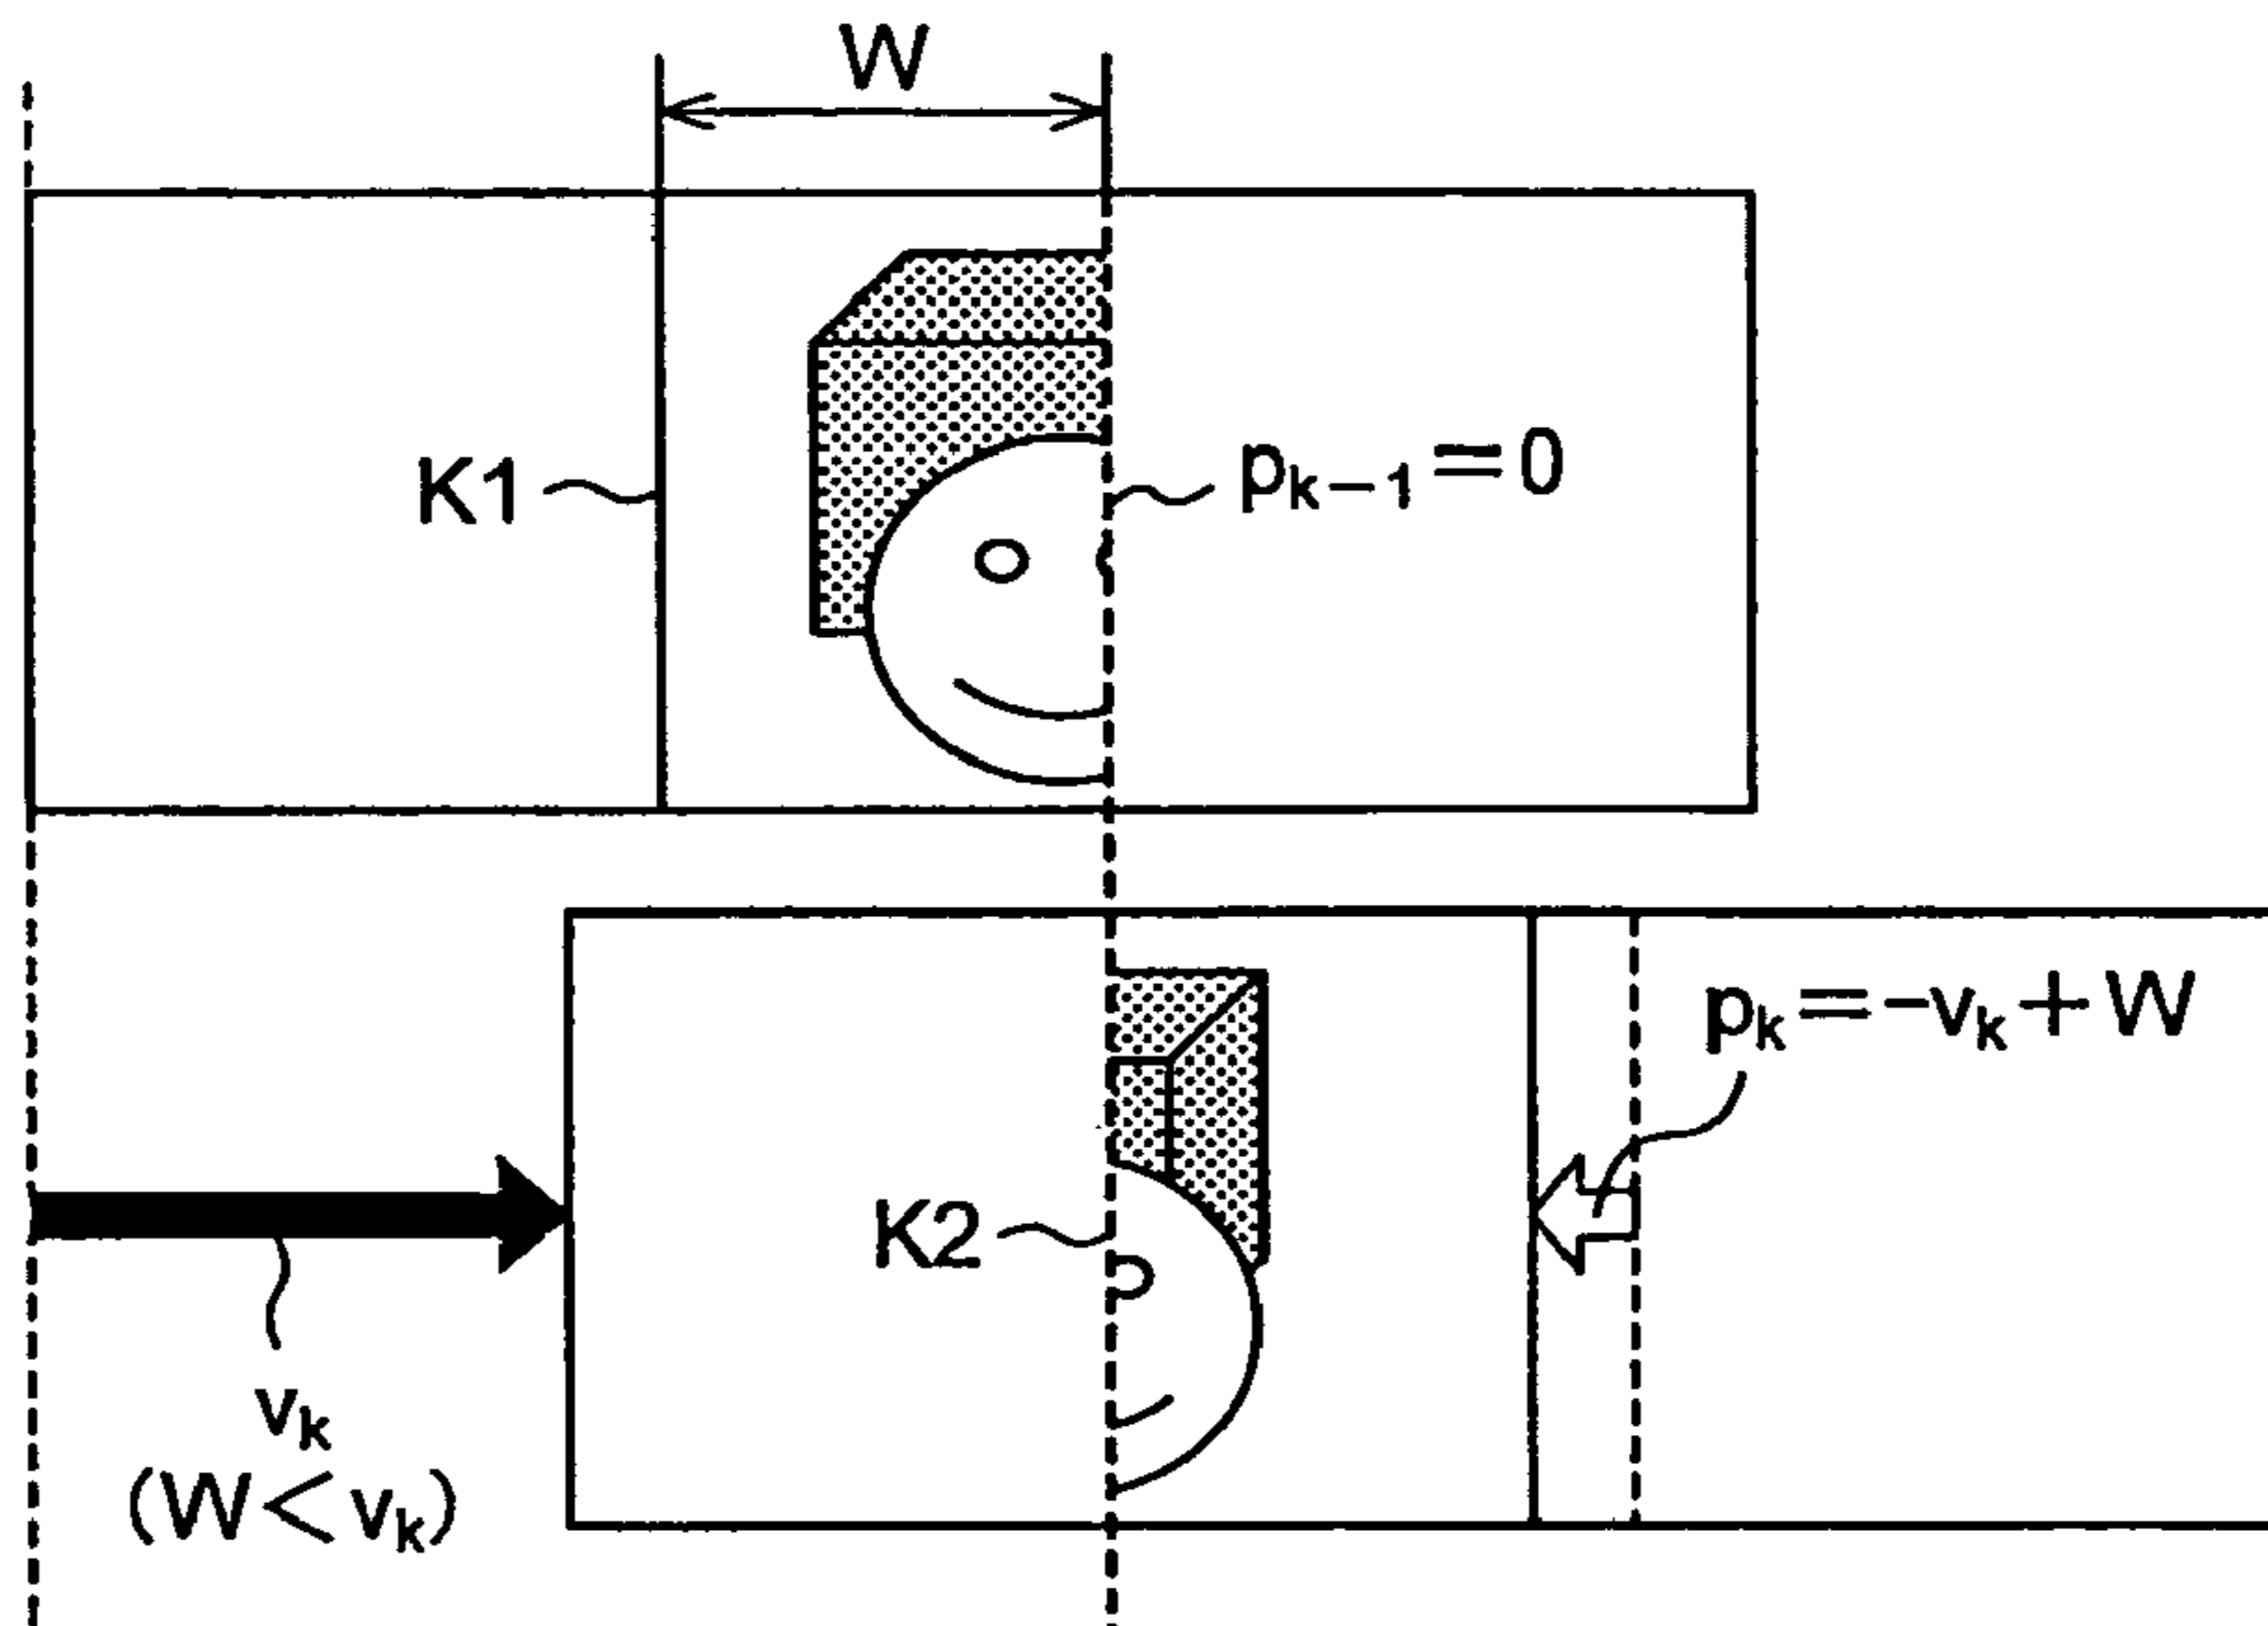 W
K1
pₖ₋₁=0
pₖ=-vₖ+W
K2
vₖ
(W<vₖ)